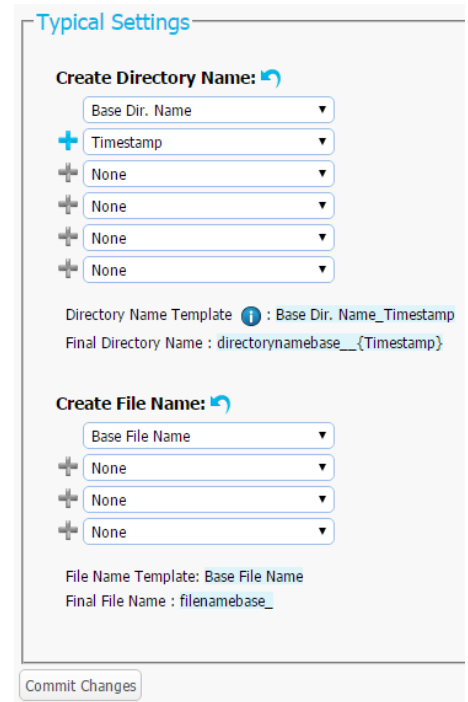 Typical Settings
Create Directory Name:
Base Dir. Name
Timestamp
None
None
None
None
Directory Name Template i : Base Dir. Name_Timestamp
Final Directory Name : directorynamebase__{Timestamp}
Create File Name:
Base File Name
None
None
None
File Name Template: Base File Name
Final File Name : filenamebase_
Commit Changes